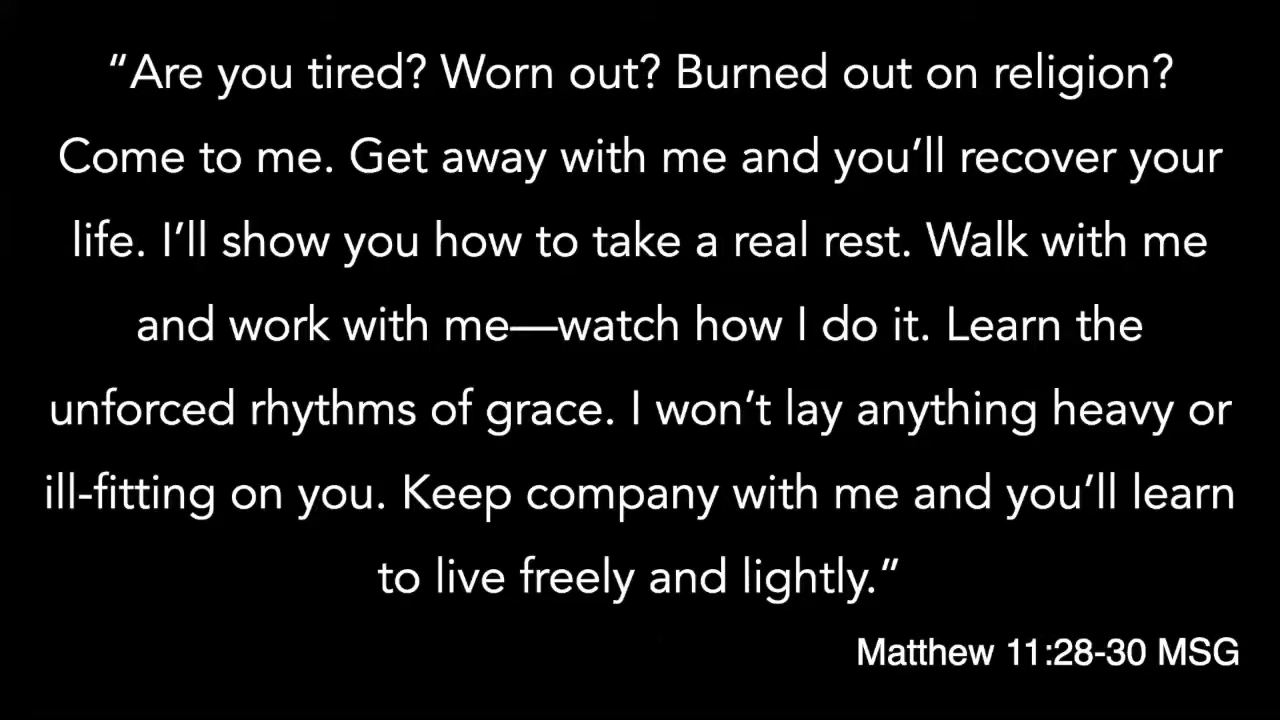 “Are you tired? Worn out? Burned out on religion?
Come to me. Get away with me and you’ll recover your
life. I’ll show you how to take a real rest. Walk with me
and work with me—watch how I do it. Learn the
unforced rhythms of grace. I won’t lay anything heavy or
ill-fitting on you. Keep company with me and you’ll learn
to live freely and lightly.”
Matthew 11:28-30 MSG